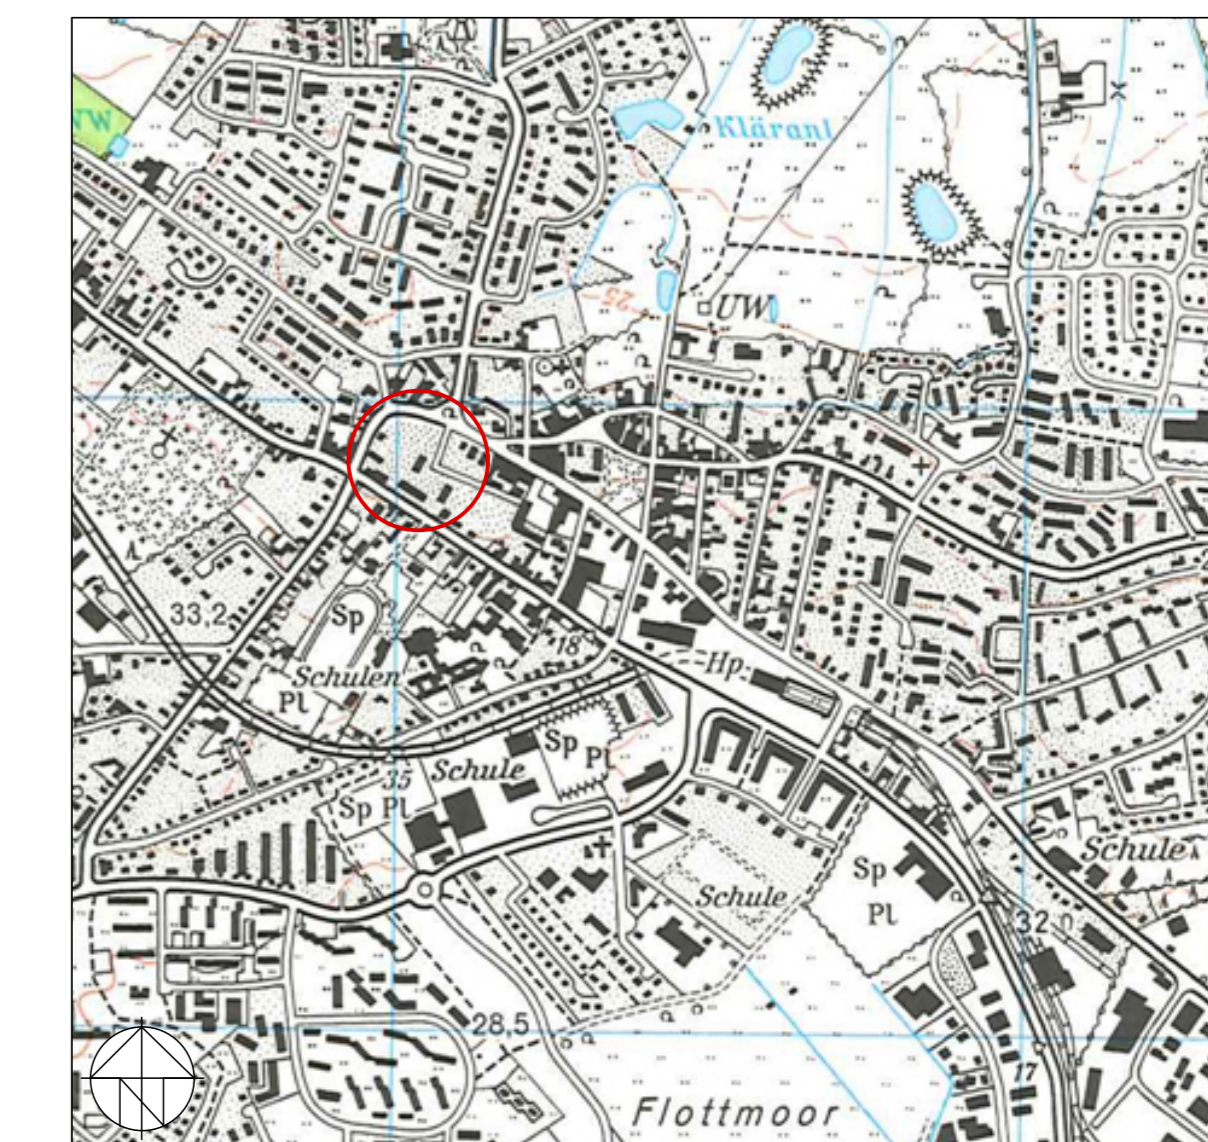 NW
Kläranl
25
UW
33,2
Sp
18
Hp
Schulen
Pl
Sp
Pl
Schule
35
Sp Pl
Schule
Sp
Schule
Pl
32,0
28,5
17
Flottmoor